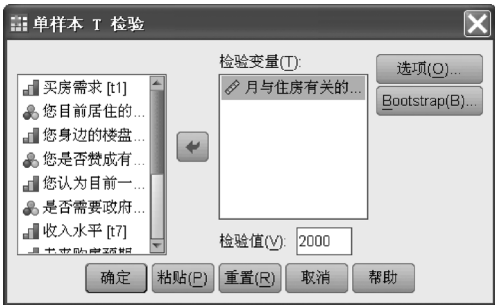 单样本 T 检验
买房需求 [t1]
您目前居住的...
您身边的楼盘...
您是否赞成有...
您认为目前一...
是否需要政府...
收入水平 [t7]
检验变量(T):
月与住房有关的...
检验值(V): 2000
选项(O)...
Bootstrap(B)...
确定 粘贴(P) 重置(R) 取消 帮助